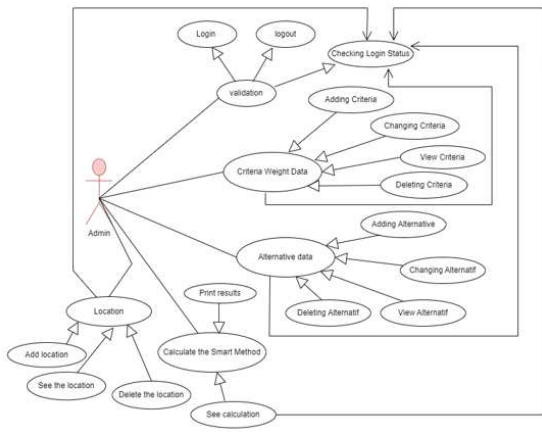 Login
logout
Checking Login Status
validation
Adding Criteria
Changing Criteria
Criteria Weight Data
View Criteria
Deleting Criteria
Admin
Adding Alternative
Alternative data
Changing Alternatif
Print results
Location
Deleting Alternatif
View Alternatif
Add location
Calculate the Smart Method
See the location
Delete the location
See calculation